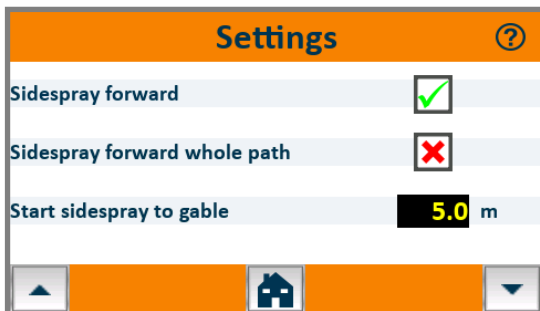 Settings ?
Sidespray forward
Sidespray forward whole path
Start sidespray to gable 5.0 m